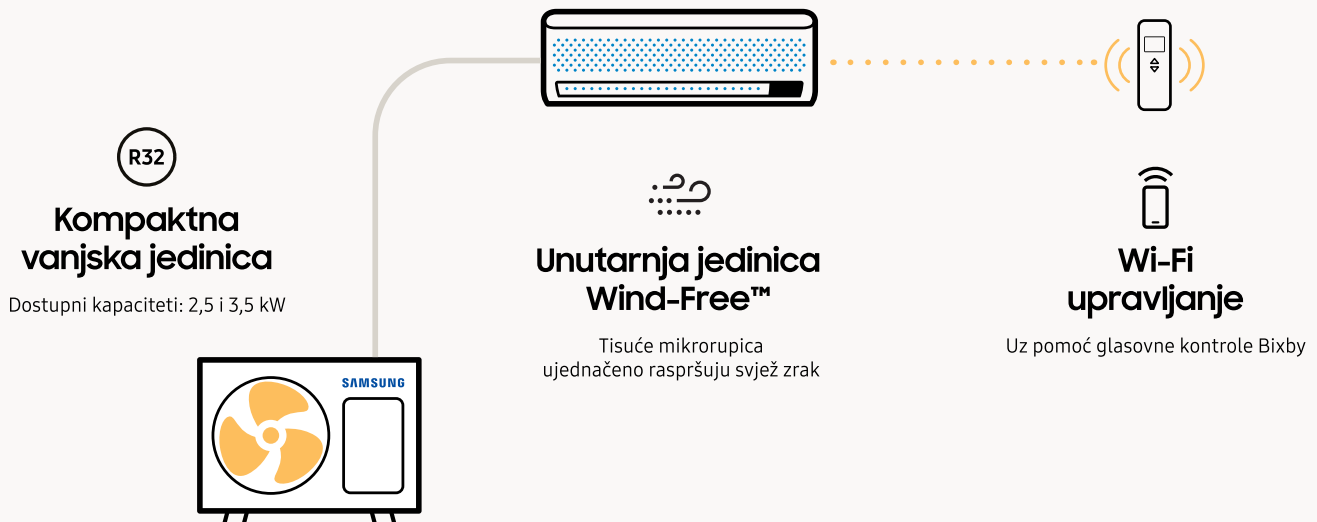 R32
Kompaktna
vanjska jedinica
Dostupni kapaciteti: 2,5 i 3,5 kW
SAMSUNG
Unutarnja jedinica
Wind-Free™
Tisuće mikrorupica
ujednačeno raspršuju svjež zrak
Wi-Fi
upravljanje
Uz pomoć glasovne kontrole Bixby